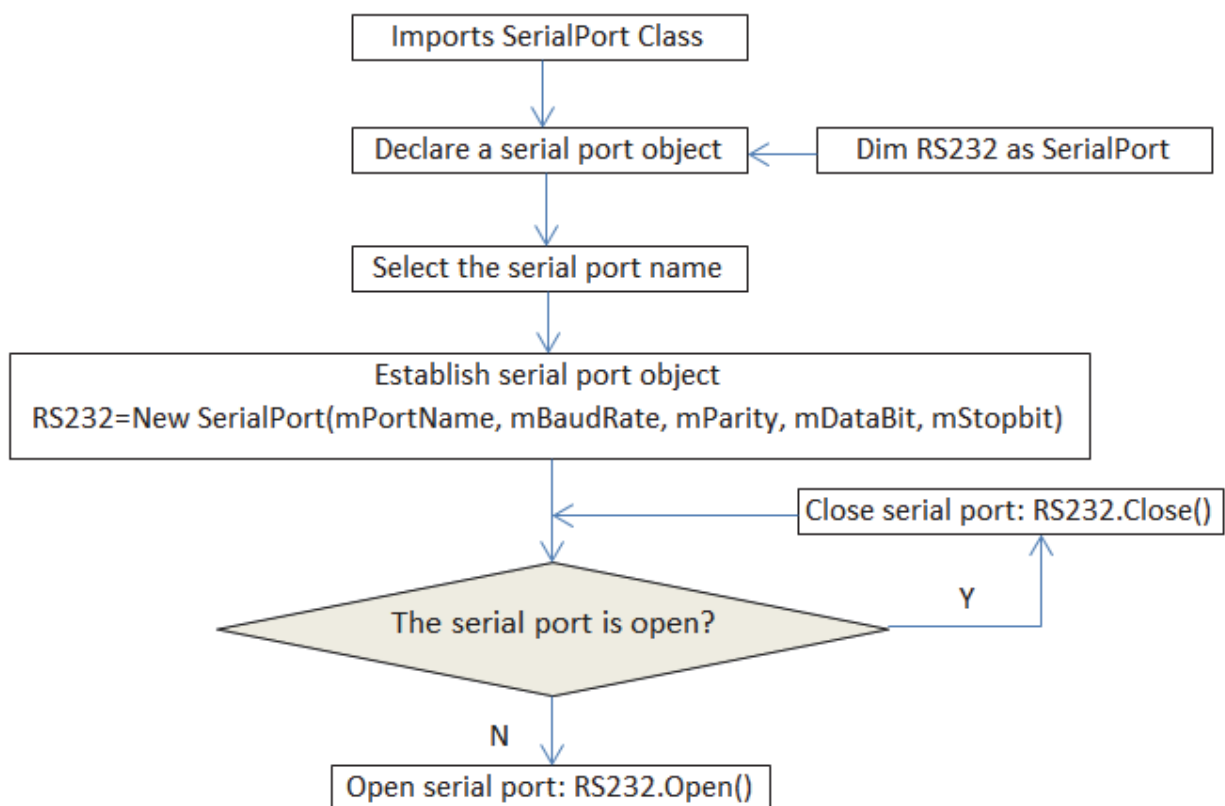 Imports SerialPort Class
Declare a serial port object
Dim RS232 as SerialPort
Select the serial port name
Establish serial port object
RS232=New SerialPort(mPortName, mBaudRate, mParity, mDataBit, mStopbit)
Close serial port: RS232.Close()
The serial port is open?
Y
N
Open serial port: RS232.Open()